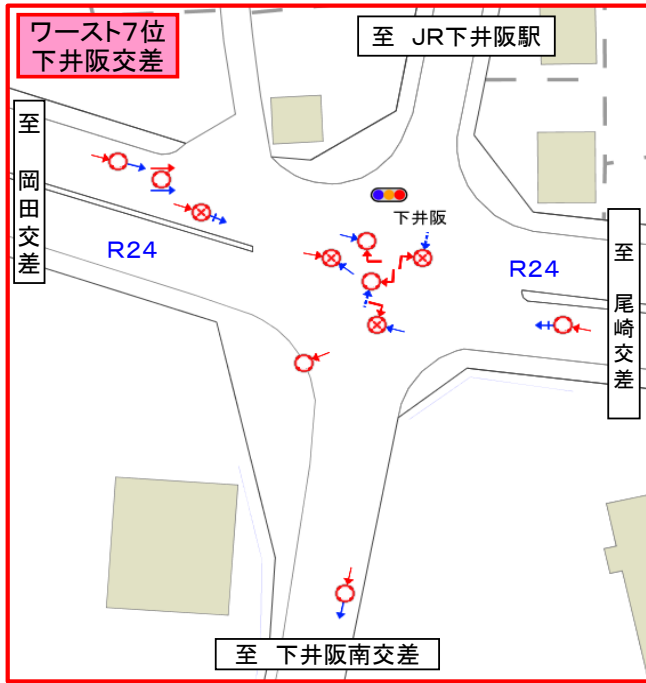 ワースト7位
下井阪交差
至 JR下井阪駅
至 岡田交差
下井阪
R24
R24
至 尾崎交差
至 下井阪南交差